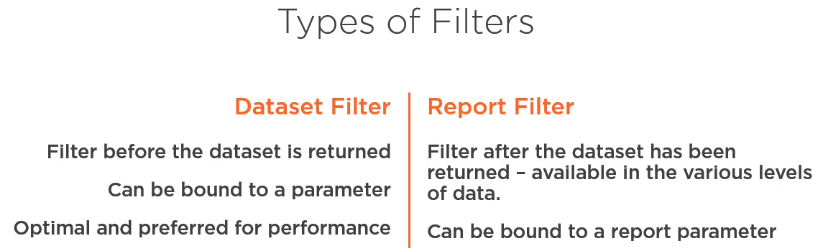 Types of Filters
Dataset Filter
Filter before the dataset is returned
Can be bound to a parameter
Optimal and preferred for performance
Report Filter
Filter after the dataset has been
returned – available in the various levels
of data.
Can be bound to a report parameter